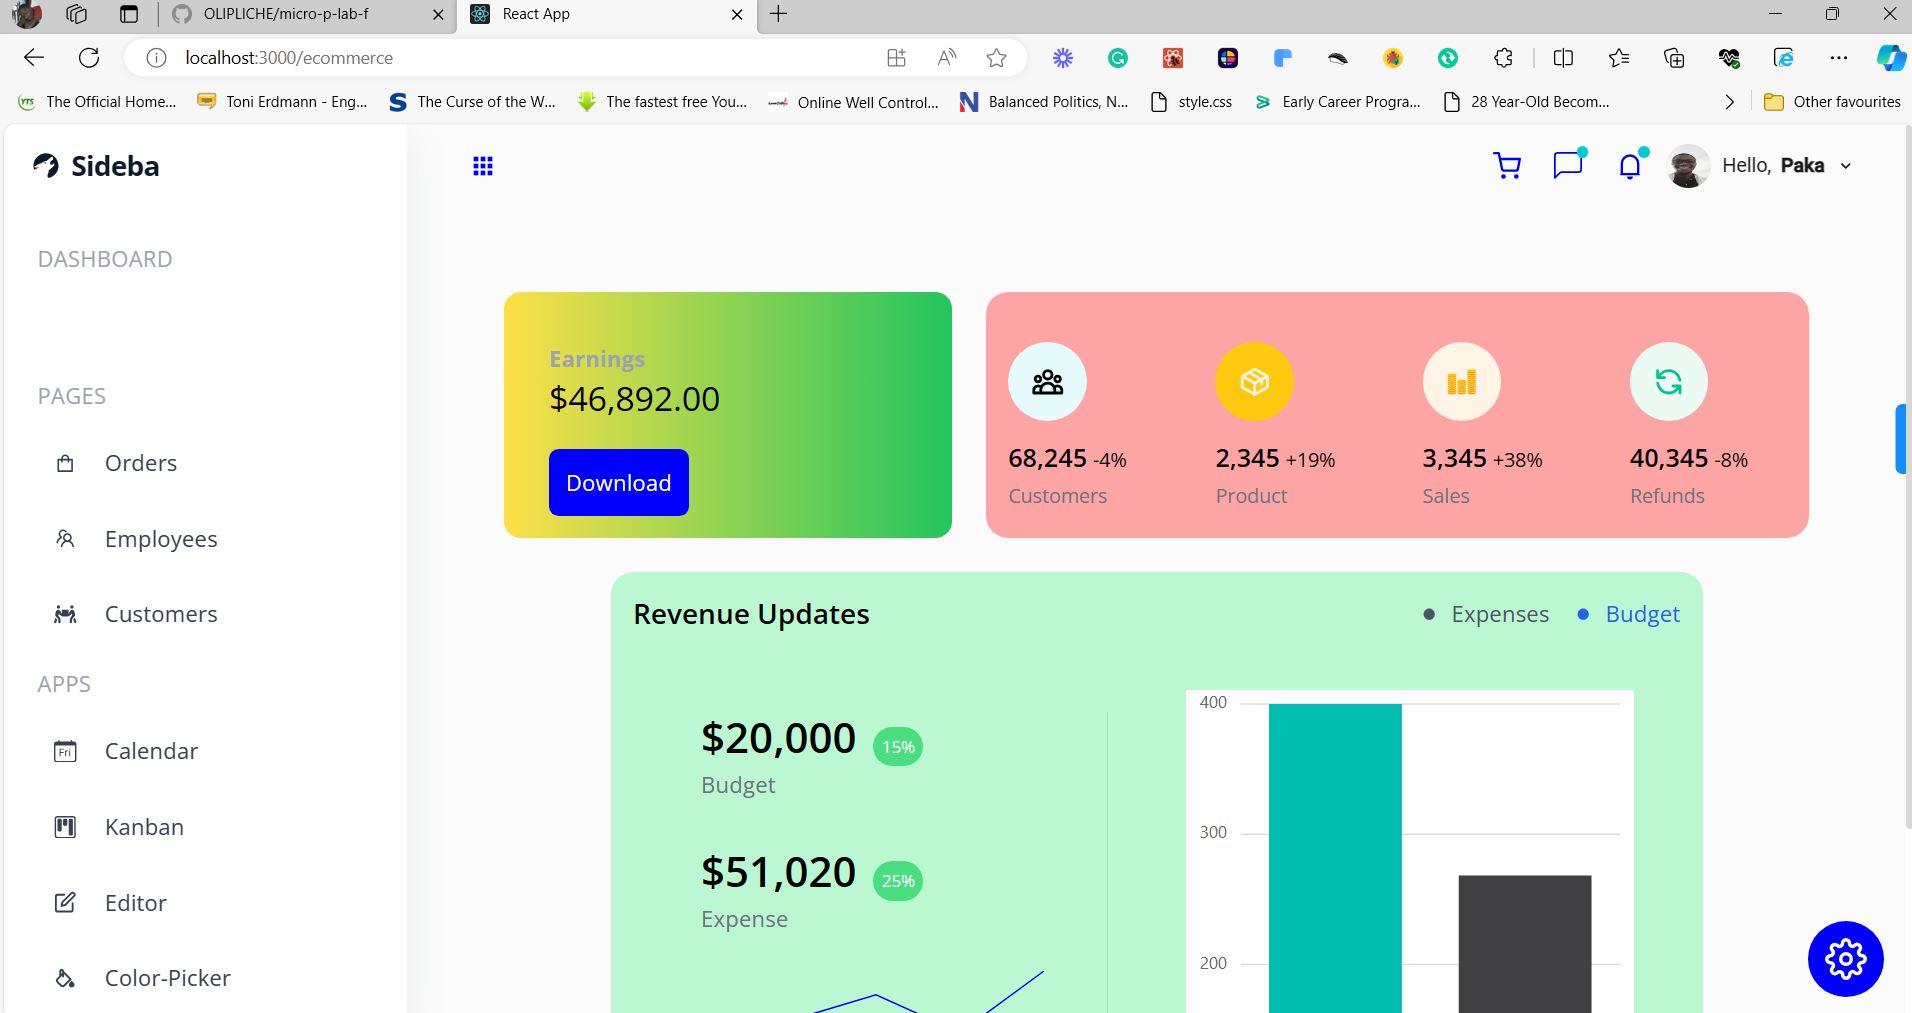 OLIPLICHE/micro-p-lab-f
React App
localhost:3000/ecommerce
YTS The Official Home...
Toni Erdmann - Eng...
S The Curse of the W...
The fastest free You...
Online Well Control...
N Balanced Politics, N...
style.css
Early Career Progra...
28 Year-Old Becom...
Other favourites
Sideba
Hello, Paka
DASHBOARD
PAGES
Orders
Employees
Customers
APPS
Fri Calendar
Kanban
Editor
Color-Picker
Earnings
$46,892.00
Download
68,245 -4%
Customers
2,345 +19%
Product
3,345 +38%
Sales
40,345 -8%
Refunds
Revenue Updates
Expenses
Budget
$20,000 15%
Budget
$51,020 25%
Expense
400
300
200